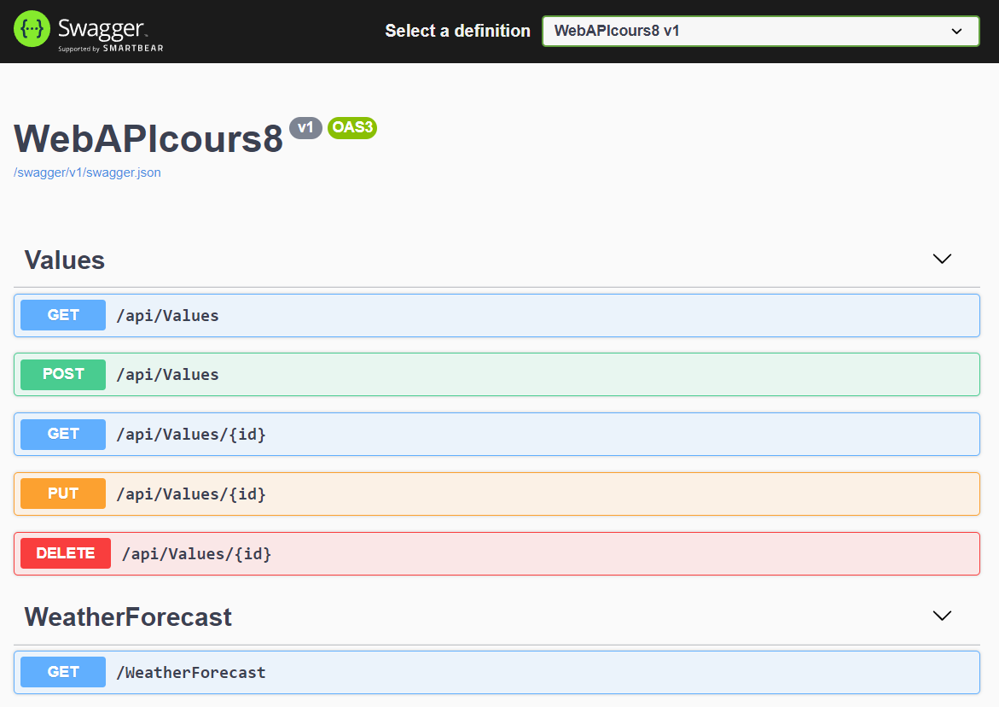 {...} Swagger
Supported by SMARTBEAR
Select a definition
WebAPIcours8 v1
WebAPIcours8 v1 OAS3
/swagger/v1/swagger.json
Values
GET /api/Values
POST /api/Values
GET /api/Values/{id}
PUT /api/Values/{id}
DELETE /api/Values/{id}
WeatherForecast
GET /WeatherForecast